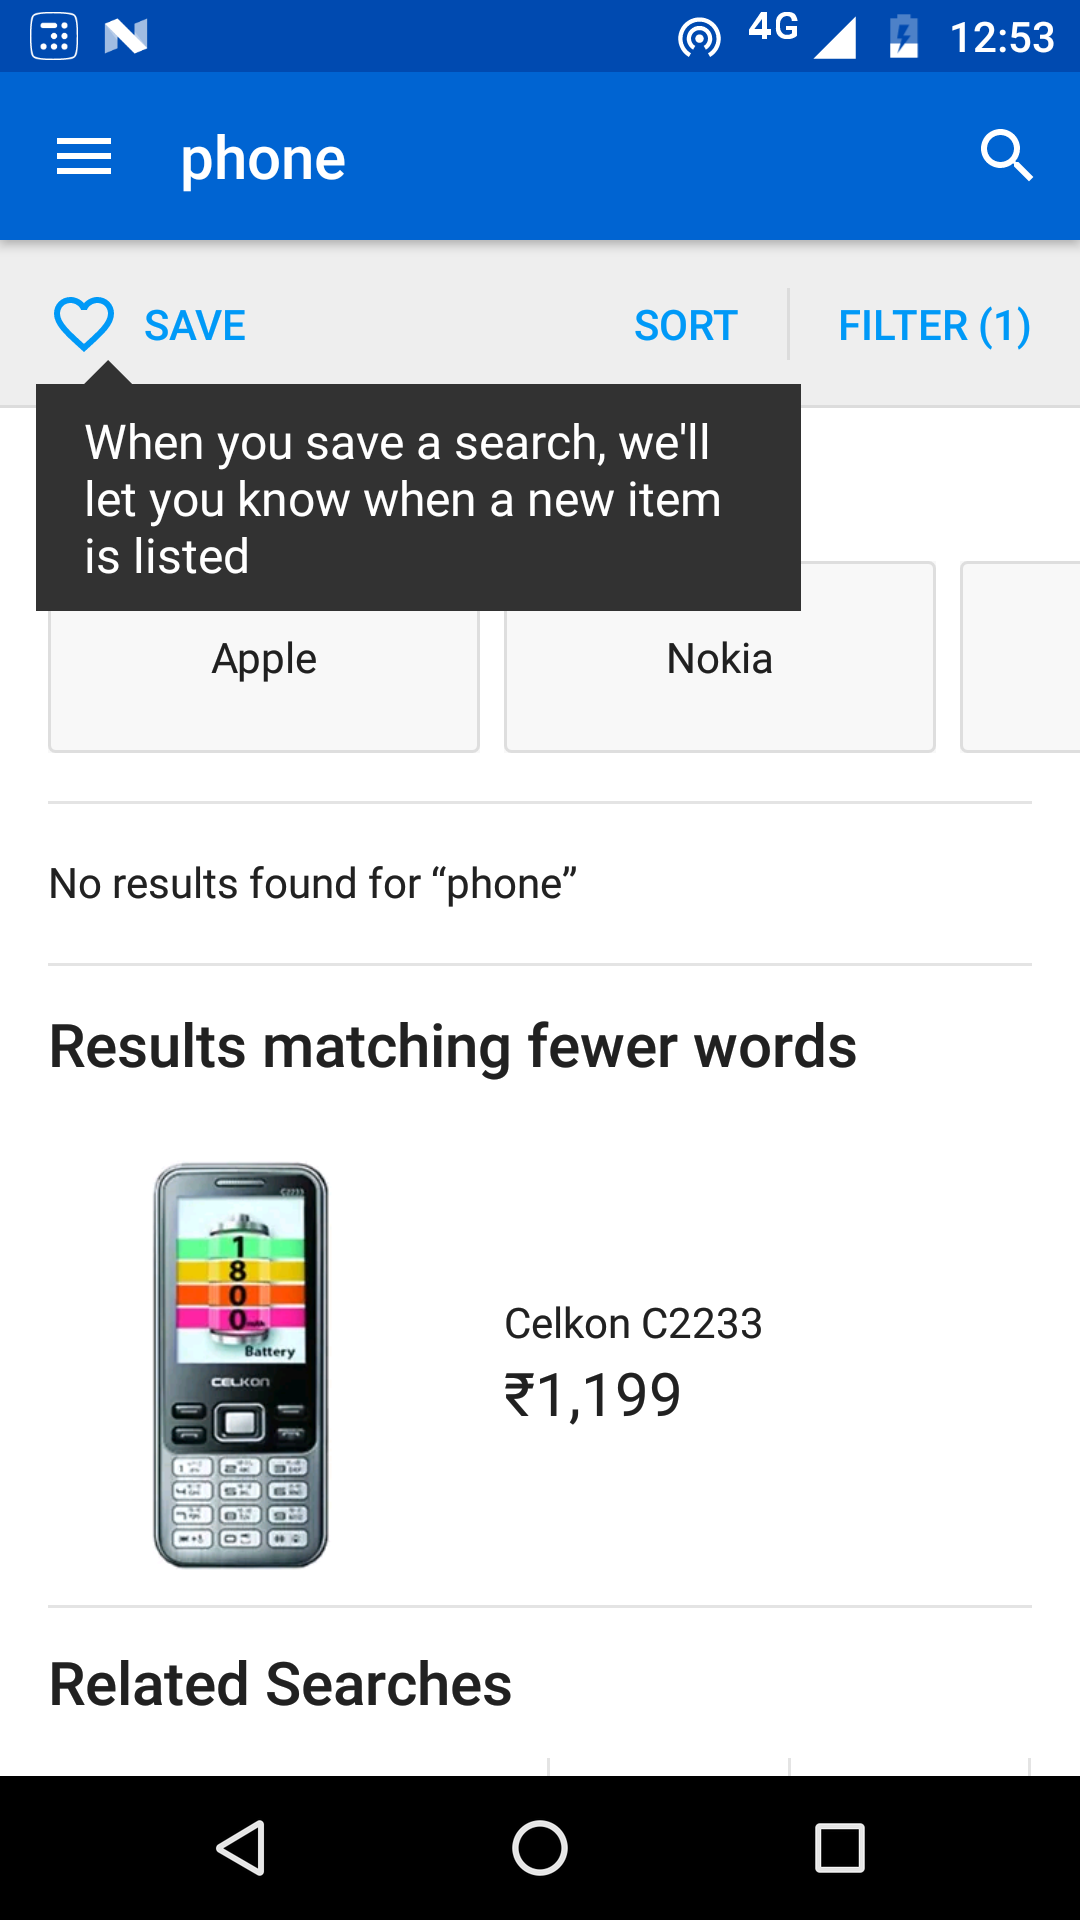 4G 12:53
phone
SAVE SORT FILTER (1)
When you save a search, we'll
let you know when a new item
is listed
Apple Nokia
No results found for “phone”
Results matching fewer words
C2233
1
8
0
0mAh
Battery
CELKON
Celkon C2233
₹1,199
Related Searches